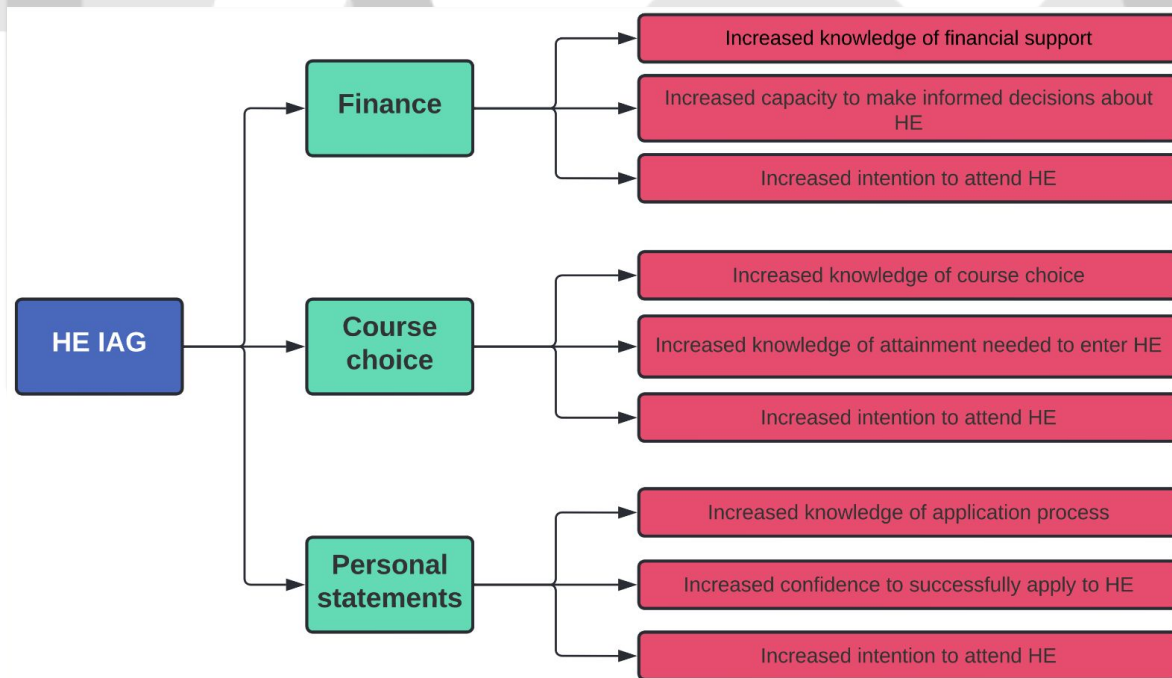 Increased knowledge of financial support
Finance
Increased capacity to make informed decisions about
HE
Increased intention to attend HE
Increased knowledge of course choice
HE IAG
Course
choice
Increased knowledge of attainment needed to enter HE
Increased intention to attend HE
Increased knowledge of application process
Personal
statements
Increased confidence to successfully apply to HE
Increased intention to attend HE